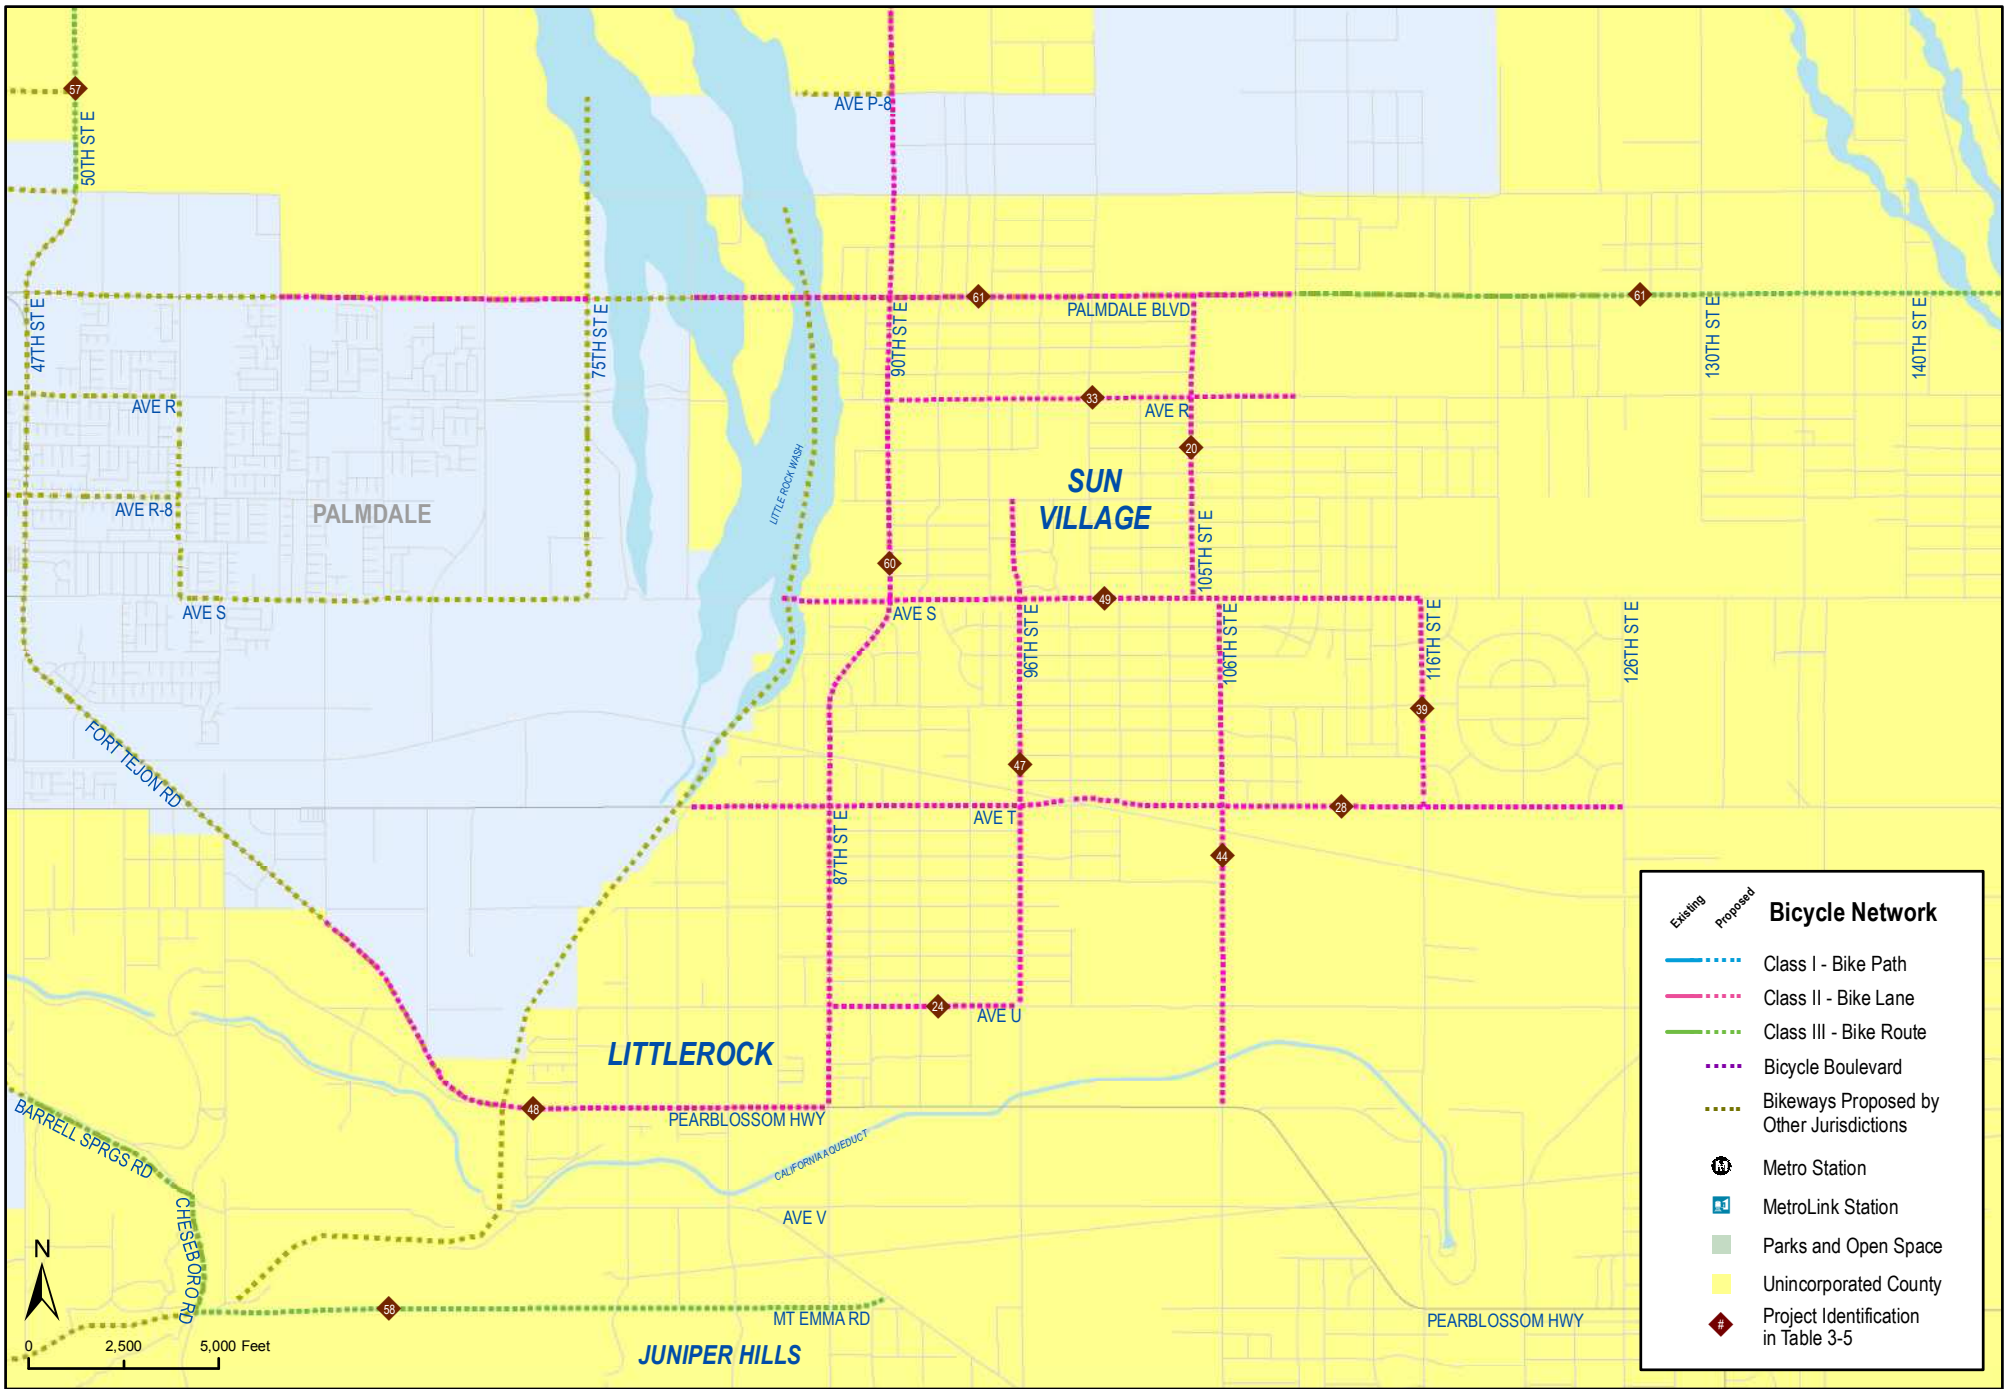 57
50TH ST E
AVE P-8
47TH ST E
75TH ST E
90TH ST E
61
PALMDALE BLVD
61
130TH ST E
140TH ST E
AVE R
33
AVE R
20
LITTLE ROCK WASH
SUN
VILLAGE
AVE R-8
PALMDALE
105TH ST E
60
49
AVE S
AVE S
96TH ST E
106TH ST E
116TH ST E
126TH ST E
39
FORT TEJON RD
47
28
AVE T
87TH ST E
44
24
AVE U
LITTLEROCK
48
PEARBLOSSOM HWY
BARRELL SPRGS RD
CALIFORNIA AQUEDUCT
CHESEBORO RD
AVE V
58
MT EMMA RD
PEARBLOSSOM HWY
JUNIPER HILLS
N
0 2,500 5,000 Feet
Existing
Proposed
Bicycle Network
Class I - Bike Path
Class II - Bike Lane
Class III - Bike Route
Bicycle Boulevard
Bikeways Proposed by
Other Jurisdictions
M
Metro Station
MetroLink Station
Parks and Open Space
Unincorporated County
#
Project Identification
in Table 3-5